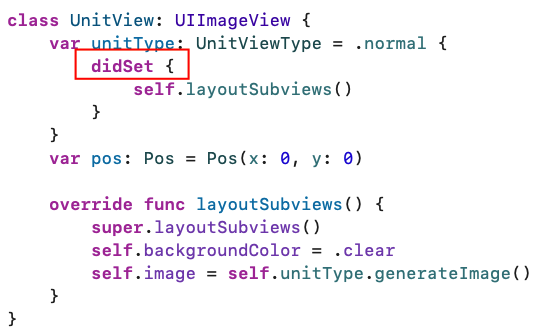 class UnitView: UIImageView {
    var unitType: UnitViewType = .normal {
        didSet {
            self.layoutSubviews()
        }
    }
    var pos: Pos = Pos(x: 0, y: 0)

    override func layoutSubviews() {
        super.layoutSubviews()
        self.backgroundColor = .clear
        self.image = self.unitType.generateImage()
    }
}